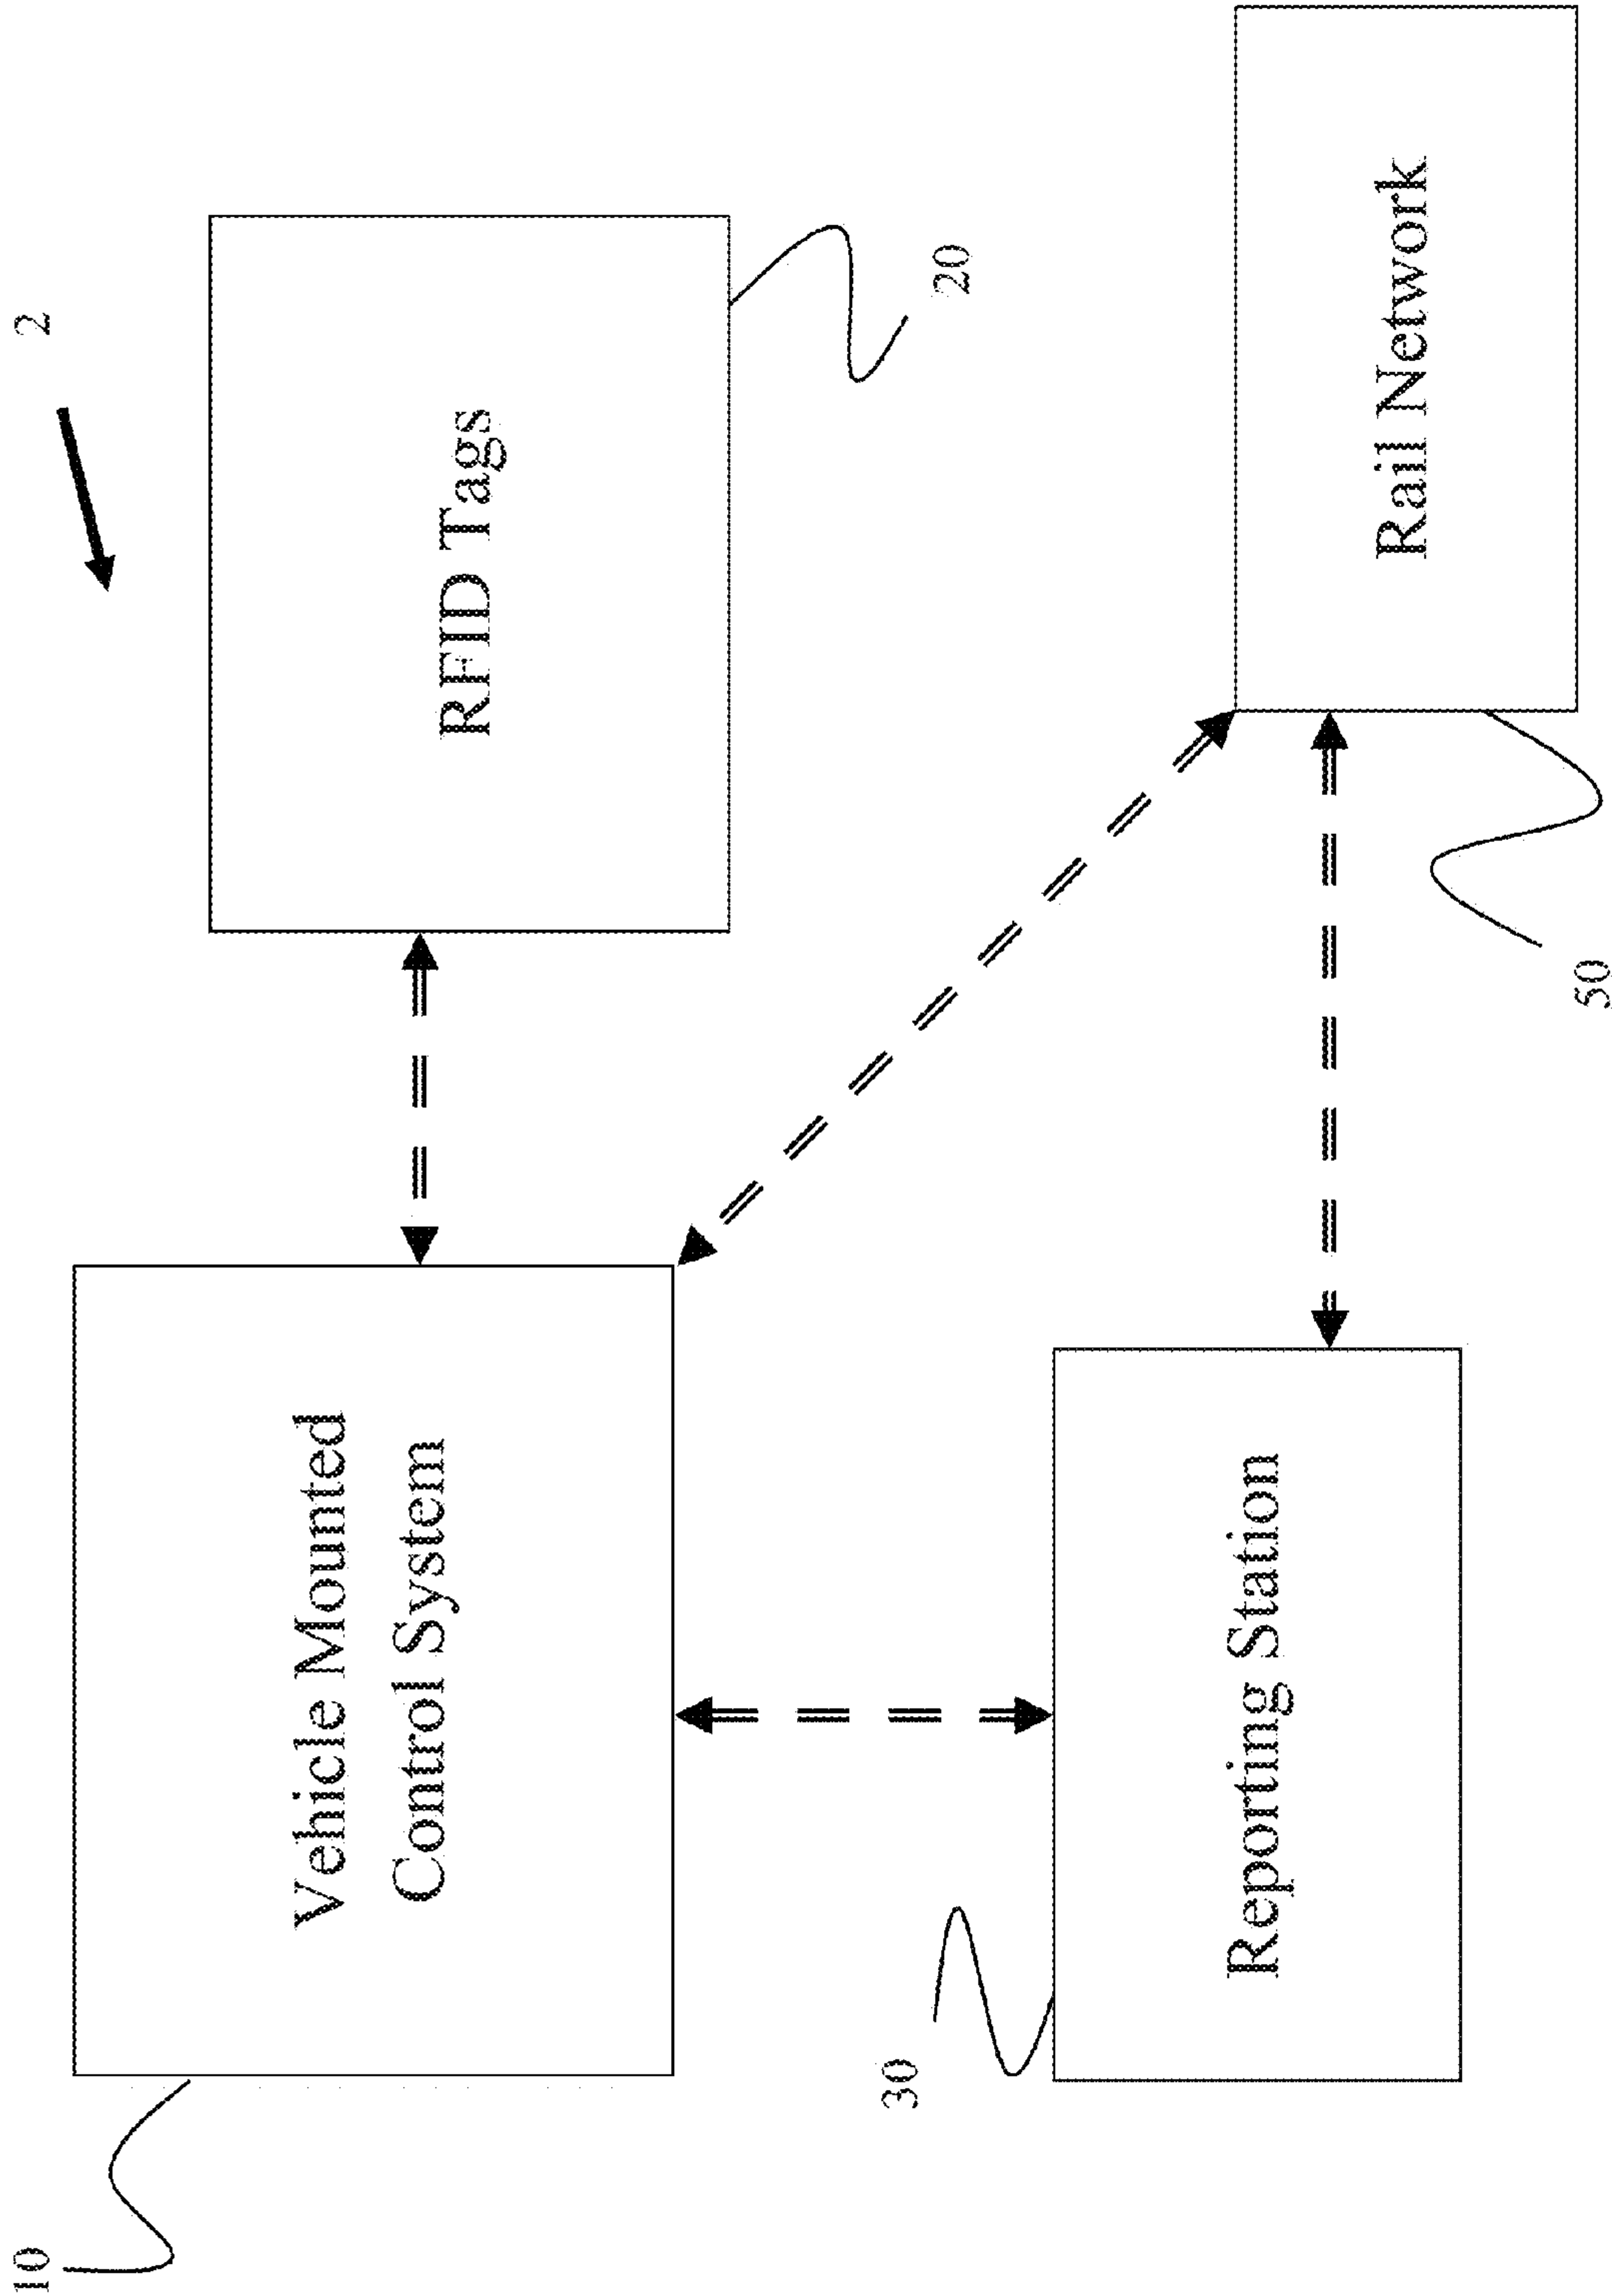 2
10
Vehicle Mounted
Control System
RFID Tags
20
30
Reporting Station
50
Rail Network